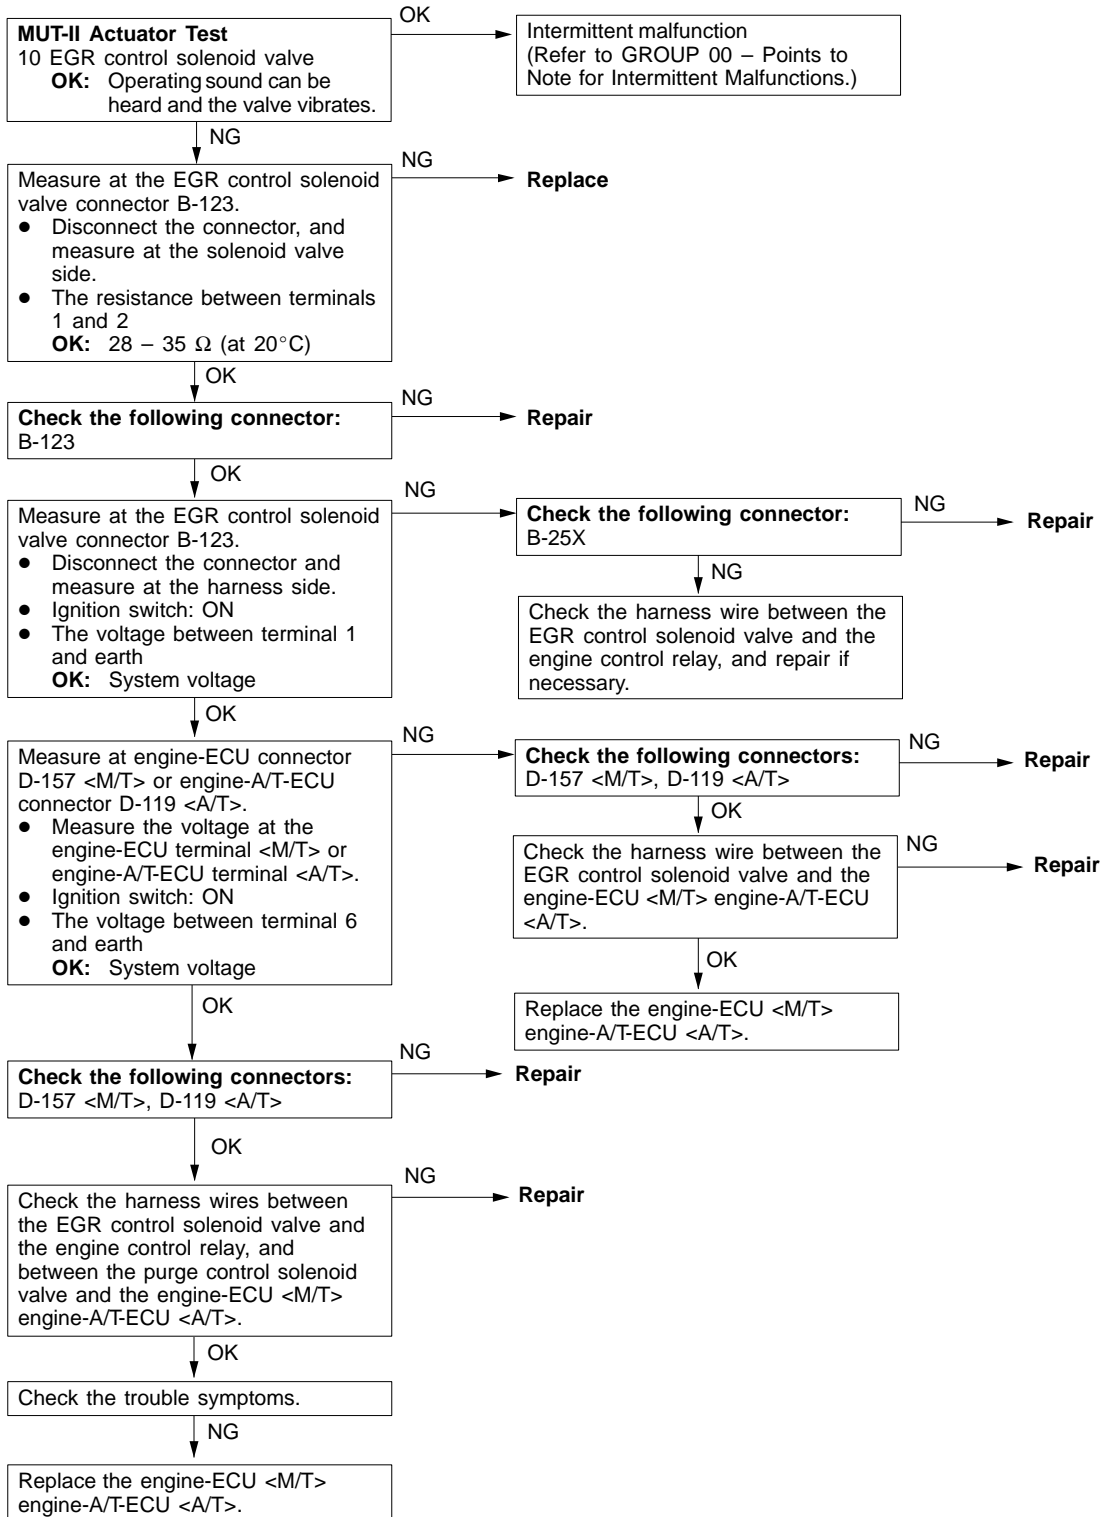 MUT-II Actuator Test
10 EGR control solenoid valve
OK: Operating sound can be
heard and the valve vibrates.
OK
Intermittent malfunction
(Refer to GROUP 00 – Points to
Note for Intermittent Malfunctions.)
NG
Measure at the EGR control solenoid
valve connector B-123.
● Disconnect the connector, and
measure at the solenoid valve
side.
● The resistance between terminals
1 and 2
OK: 28 – 35 Ω (at 20°C)
NG
Replace
OK
Check the following connector:
B-123
NG
Repair
OK
Measure at the EGR control solenoid
valve connector B-123.
● Disconnect the connector and
measure at the harness side.
● Ignition switch: ON
● The voltage between terminal 1
and earth
OK: System voltage
NG
Check the following connector:
B-25X
NG
Repair
NG
Check the harness wire between the
EGR control solenoid valve and the
engine control relay, and repair if
necessary.
OK
Measure at engine-ECU connector
D-157 <M/T> or engine-A/T-ECU
connector D-119 <A/T>.
● Measure the voltage at the
engine-ECU terminal <M/T> or
engine-A/T-ECU terminal <A/T>.
● Ignition switch: ON
● The voltage between terminal 6
and earth
OK: System voltage
NG
Check the following connectors:
D-157 <M/T>, D-119 <A/T>
NG
Repair
OK
Check the harness wire between the
EGR control solenoid valve and the
engine-ECU <M/T> engine-A/T-ECU
<A/T>.
NG
Repair
OK
Replace the engine-ECU <M/T>
engine-A/T-ECU <A/T>.
OK
Check the following connectors:
D-157 <M/T>, D-119 <A/T>
NG
Repair
OK
Check the harness wires between
the EGR control solenoid valve and
the engine control relay, and
between the purge control solenoid
valve and the engine-ECU <M/T>
engine-A/T-ECU <A/T>.
NG
Repair
OK
Check the trouble symptoms.
NG
Replace the engine-ECU <M/T>
engine-A/T-ECU <A/T>.